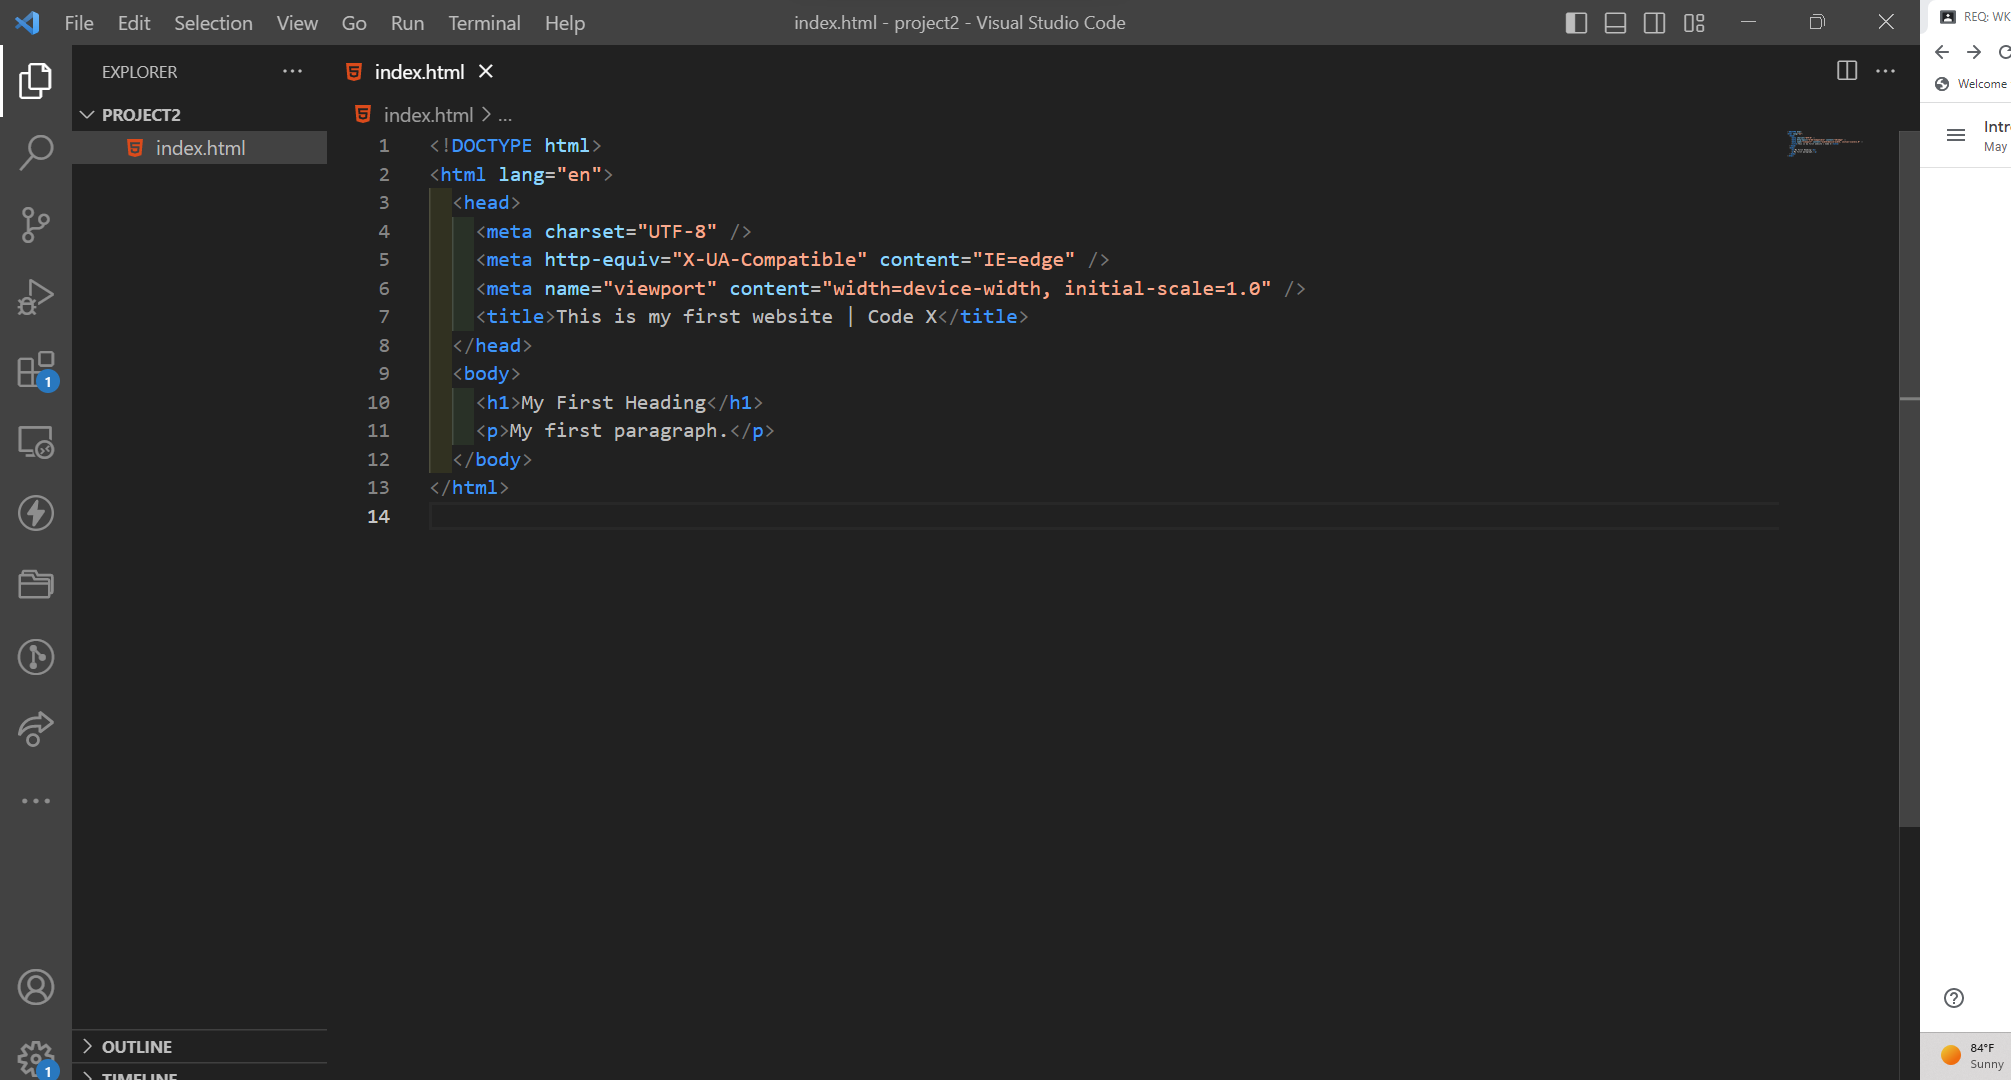 File Edit Selection View Go Run Terminal Help
index.html - project2 - Visual Studio Code
EXPLORER
PROJECT2
index.html
1
1
OUTLINE
TIMELINE
index.html
index.html > ...
1 <!DOCTYPE html>
2 <html lang="en">
3 <head>
4 <meta charset="UTF-8" />
5 <meta http-equiv="X-UA-Compatible" content="IE=edge" />
6 <meta name="viewport" content="width=device-width, initial-scale=1.0" />
7 <title>This is my first website | Code X</title>
8 </head>
9 <body>
10 <h1>My First Heading</h1>
11 <p>My first paragraph.</p>
12 </body>
13 </html>
14
REQ: WK
Welcome
Intr
May
84°F
Sunny